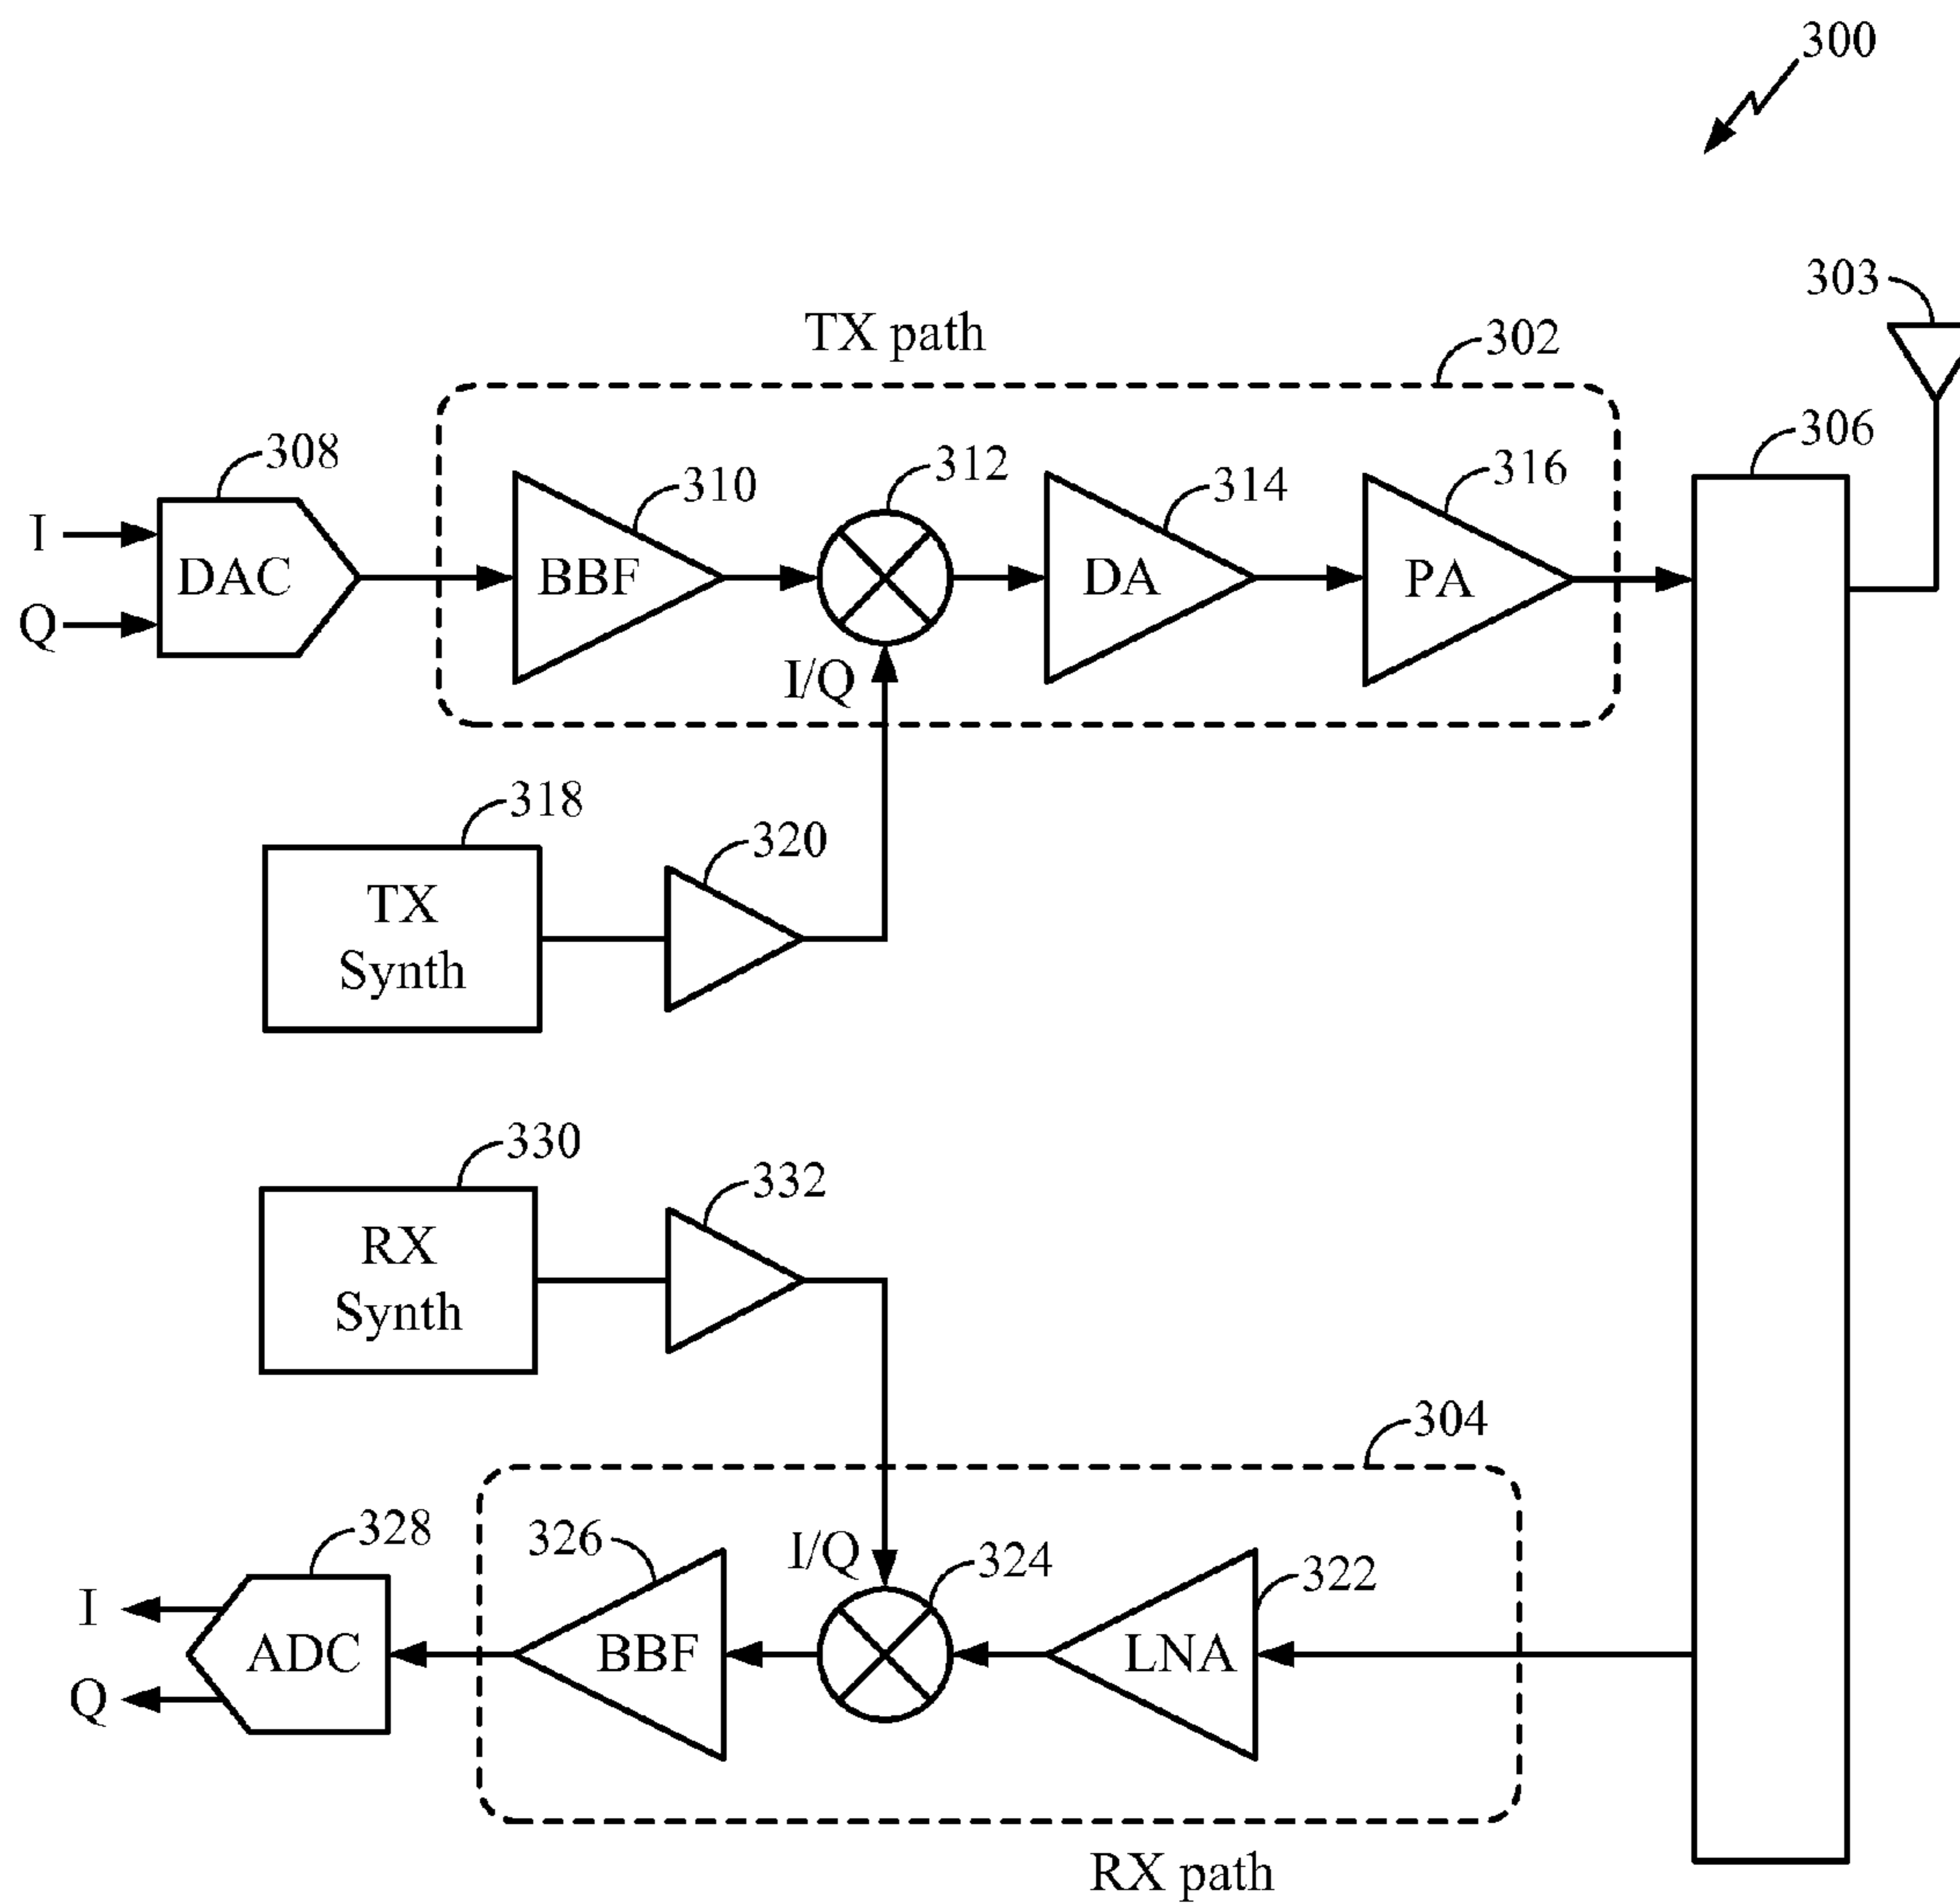 300
303
TX path
302
306
308
310
312
314
316
I
Q
DAC
BBF
DA
PA
I/Q
318
320
TX
Synth
330
332
RX
Synth
304
328
326
I/Q
324
322
I
Q
ADC
BBF
LNA
RX path